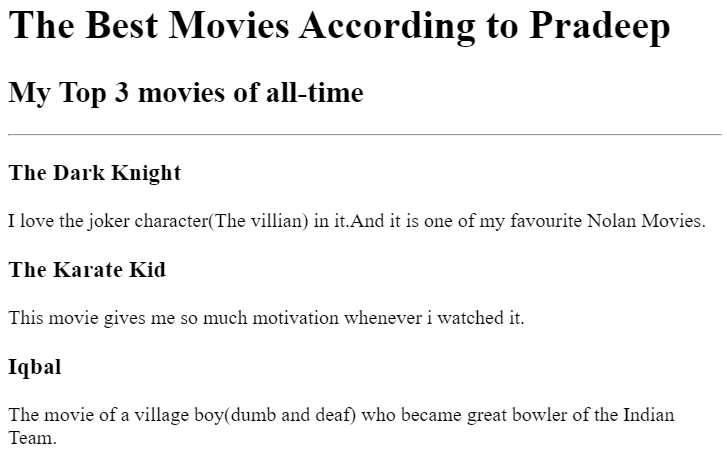 The Best Movies According to Pradeep
My Top 3 movies of all-time
The Dark Knight
I love the joker character(The villian) in it.And it is one of my favourite Nolan Movies.
The Karate Kid
This movie gives me so much motivation whenever i watched it.
Iqbal
The movie of a village boy(dumb and deaf) who became great bowler of the Indian
Team.